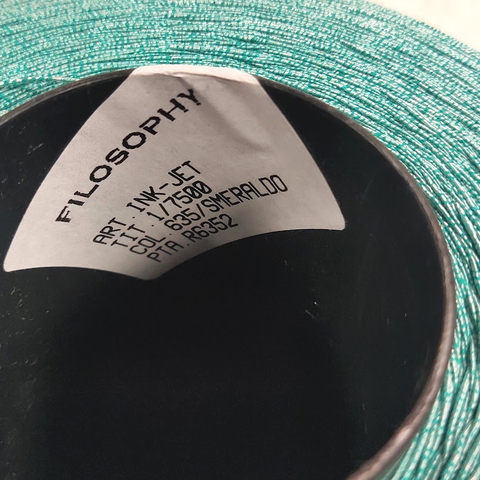 FILOSOPHY
ART. INK-JET
TIT. 1/7500
COL. 635/SMERALDO
PTA. R6352